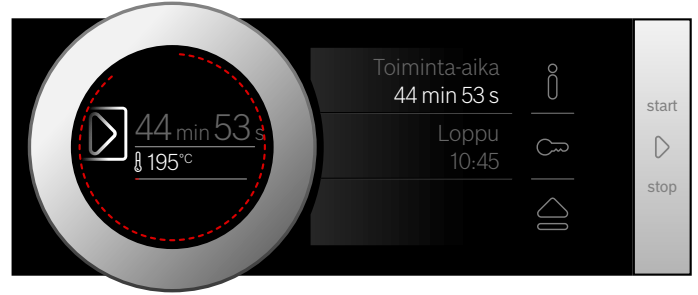 44 min 53 s
195°C
Toiminta-aika
44 min 53 s
Loppu
10:45
start
stop